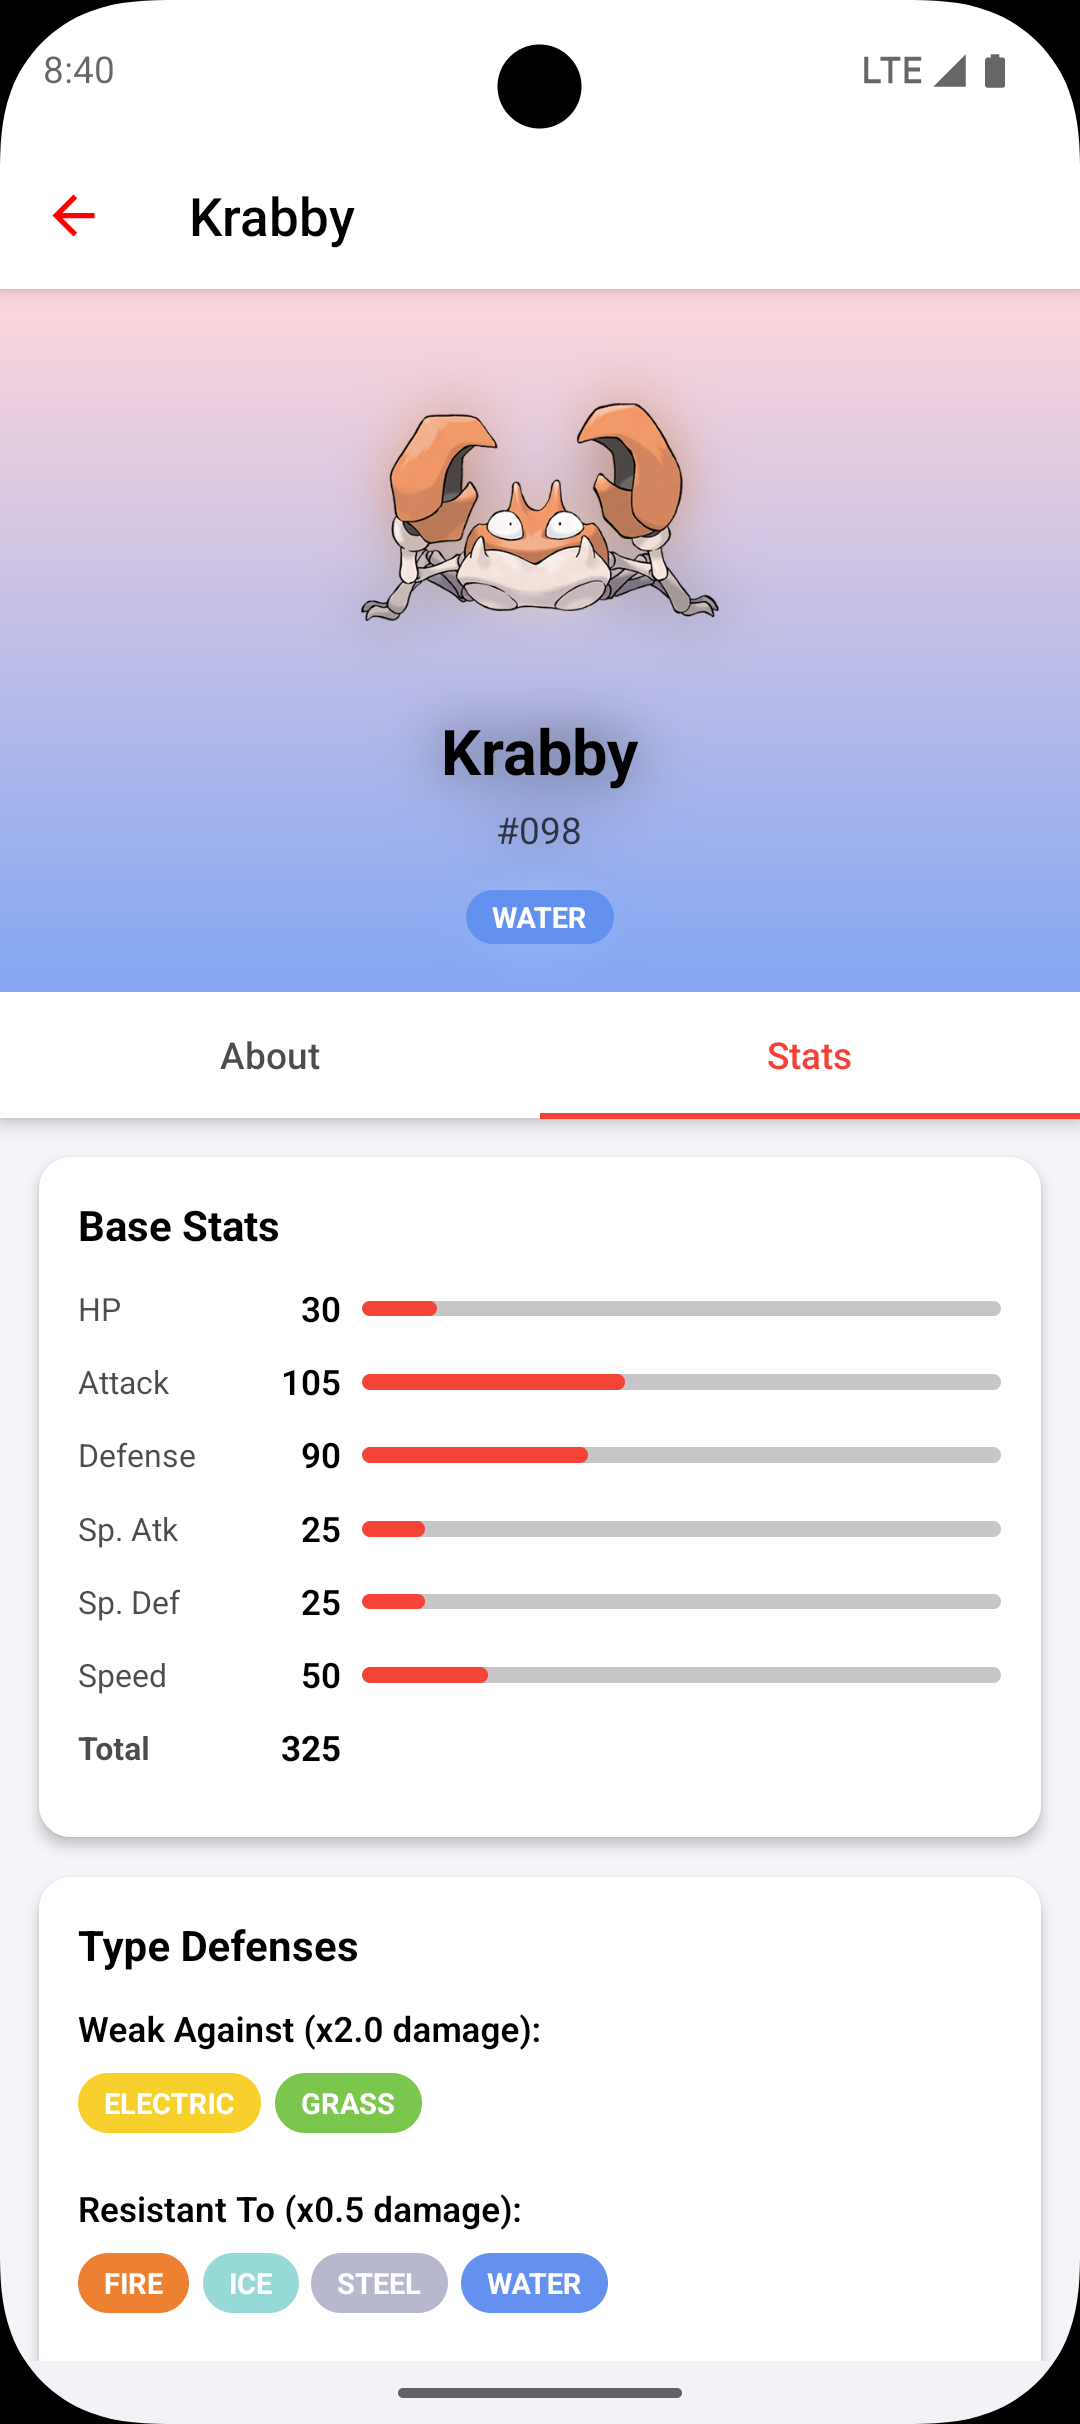 8:40 LTE
Krabby
Krabby
#098
WATER
About Stats
Base Stats
HP 30
Attack 105
Defense 90
Sp. Atk 25
Sp. Def 25
Speed 50
Total 325
Type Defenses
Weak Against (x2.0 damage):
ELECTRIC GRASS
Resistant To (x0.5 damage):
FIRE ICE STEEL WATER